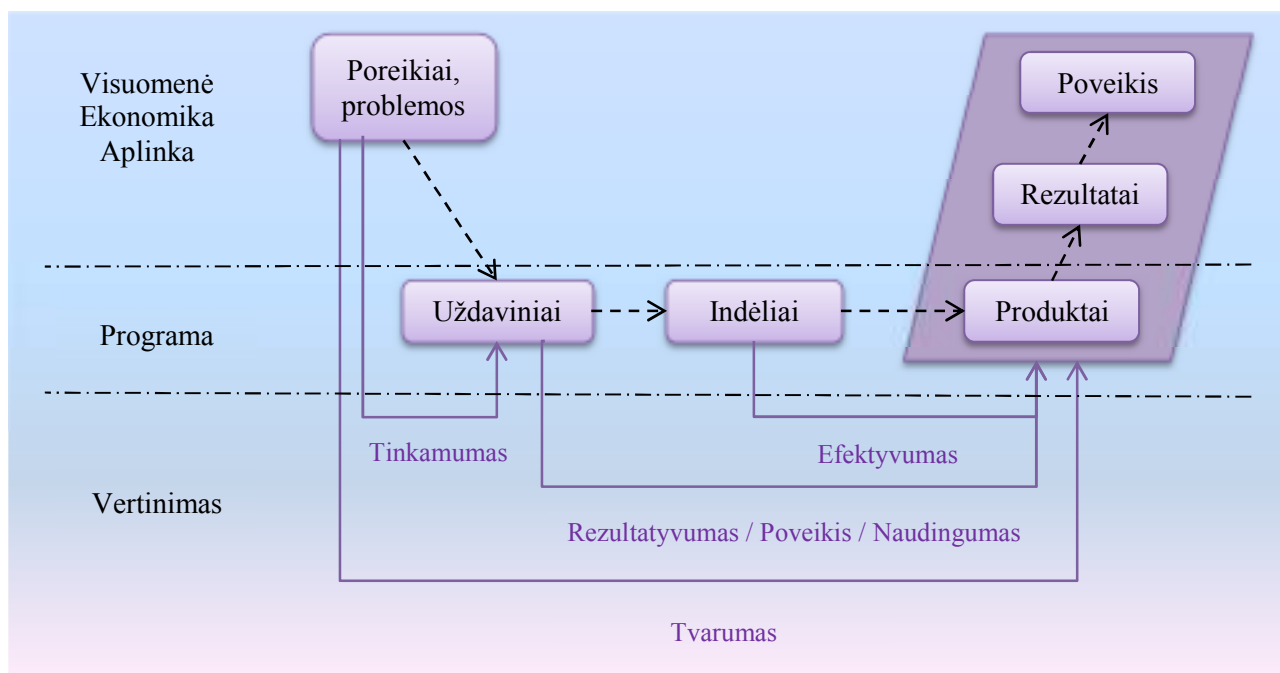 Visuomenė
Ekonomika
Aplinka
Poreikiai,
problemos
Poveikis
Rezultatai
Programa
Uždaviniai
Indėliai
Produktai
Vertinimas
Tinkamumas
Efektyvumas
Rezultatyvumas / Poveikis / Naudingumas
Tvarumas